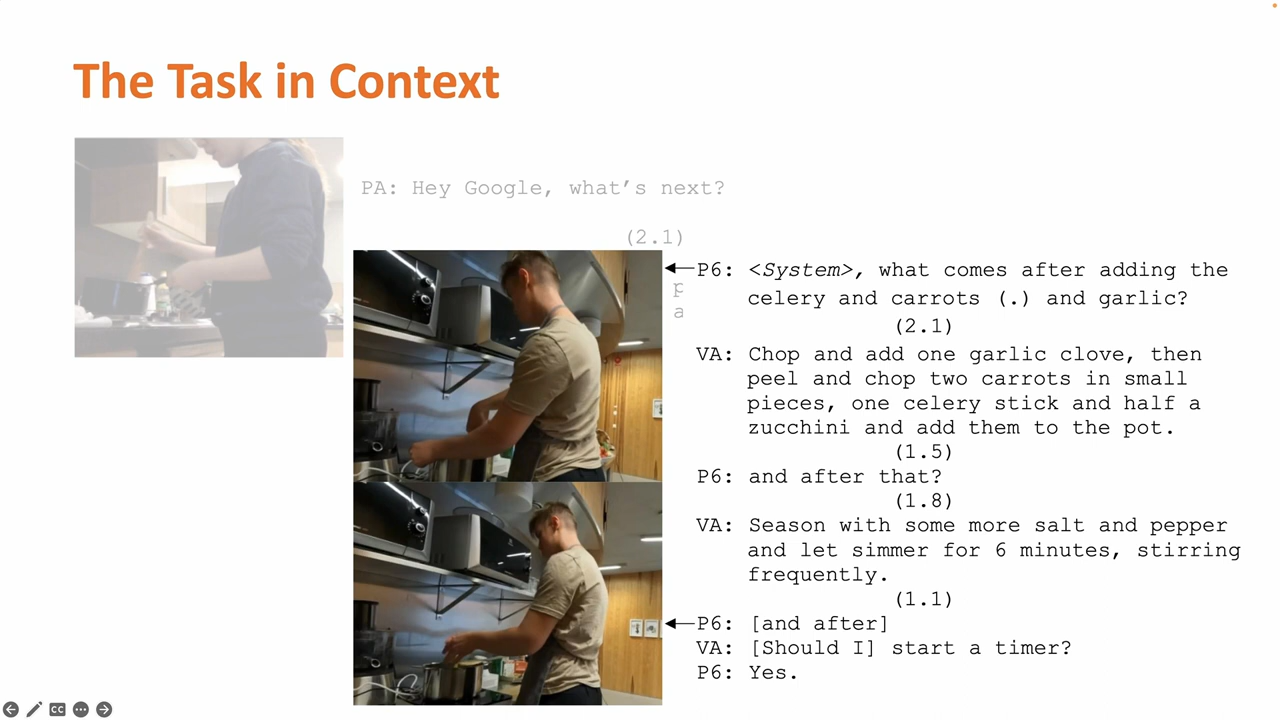 The Task in Context
PA: Hey Google, what’s next?
(2.1)
P6: <System>, what comes after adding the
celery and carrots (.) and garlic?
(2.1)
VA: Chop and add one garlic clove, then
peel and chop two carrots in small
pieces, one celery stick and half a
zucchini and add them to the pot.
(1.5)
P6: and after that?
(1.8)
VA: Season with some more salt and pepper
and let simmer for 6 minutes, stirring
frequently.
(1.1)
P6: [and after]
VA: [Should I] start a timer?
P6: Yes.
CC